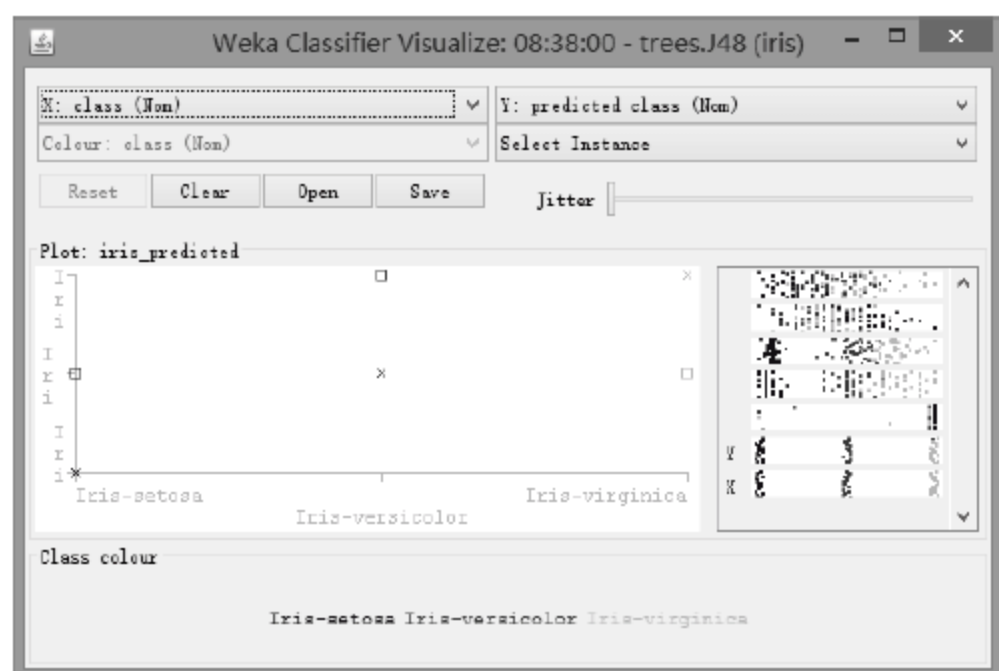 Weka Classifier Visualize: 08:38:00 - trees.J48 (iris)
X: class (Nom)
Y: predicted class (Nom)
Colour: class (Nom)
Select Instance
Reset
Clear
Open
Save
Jitter
Plot: iris_predicted
I
r
i
I
r
i
I
r
i
Iris-setosa
Iris-versicolor
Iris-virginica
Y
X
Class colour
Iris-setosa Iris-versicolor Iris-virginica